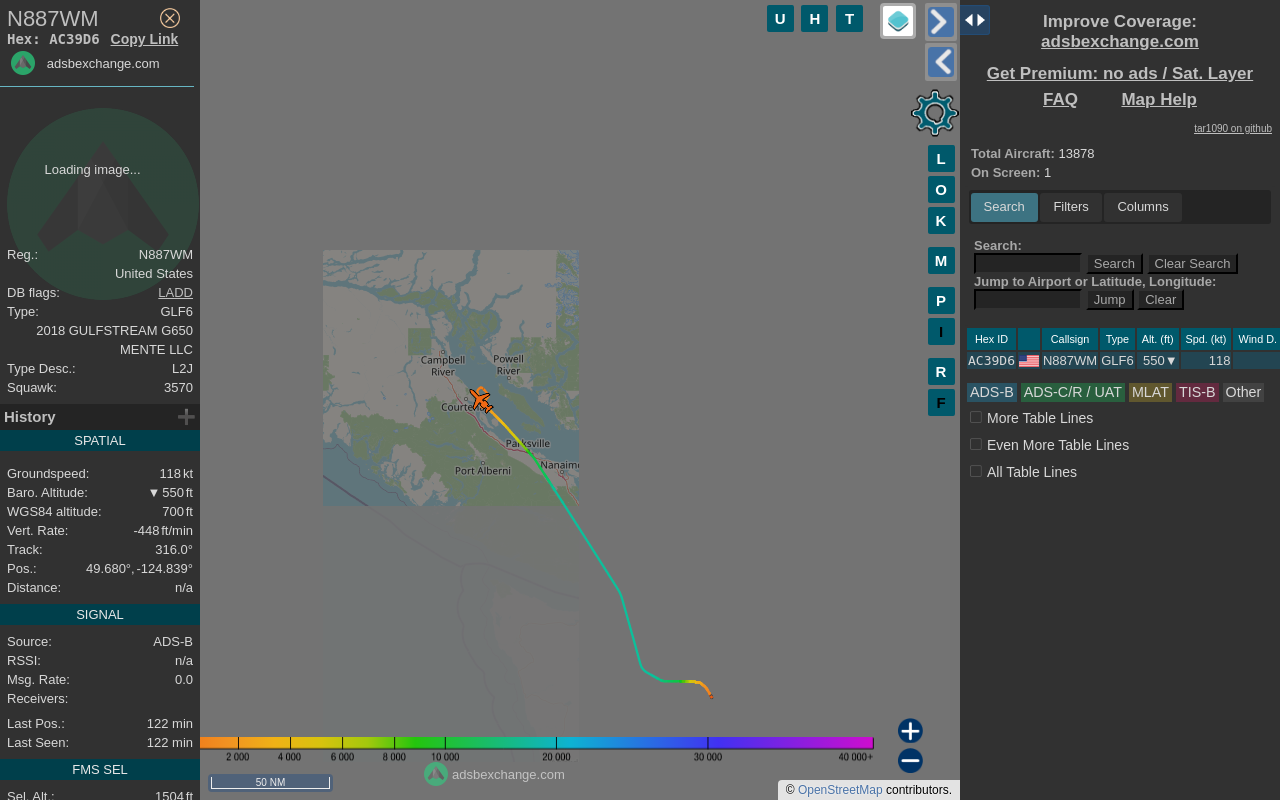 N887WM
Hex: AC39D6 Copy Link
adsbexchange.com
Loading image...
Reg.: N887WM
United States
DB flags: LADD
Type: GLF6
2018 GULFSTREAM G650
MENTE LLC
Type Desc.: L2J
Squawk: 3570
History
SPATIAL
Groundspeed: 118 kt
Baro. Altitude: ▼ 550 ft
WGS84 altitude: 700 ft
Vert. Rate: -448 ft/min
Track: 316.0°
Pos.: 49.680°, -124.839°
Distance: n/a
SIGNAL
Source: ADS-B
RSSI: n/a
Msg. Rate: 0.0
Receivers:
Last Pos.: 122 min
Last Seen: 122 min
FMS SEL
Sel. Alt.: 1504 ft
U H T
L
O
K
M
P
I
R
F
Campbell
River
Powell
River
Parksville
Port Alberni
2 000 4 000 6 000 8 000 10 000 20 000 30 000 40 000+
adsbexchange.com
50 NM
© OpenStreetMap contributors.
Improve Coverage:
adsbexchange.com
Get Premium: no ads / Sat. Layer
FAQ Map Help
tar1090 on github
Total Aircraft: 13878
On Screen: 1
Search Filters Columns
Search:
Search Clear Search
Jump to Airport or Latitude, Longitude:
Jump Clear
Hex ID Callsign Type Alt. (ft) Spd. (kt) Wind D.
AC39D6 N887WM GLF6 550▼ 118
ADS-B ADS-C/R / UAT MLAT TIS-B Other
More Table Lines
Even More Table Lines
All Table Lines